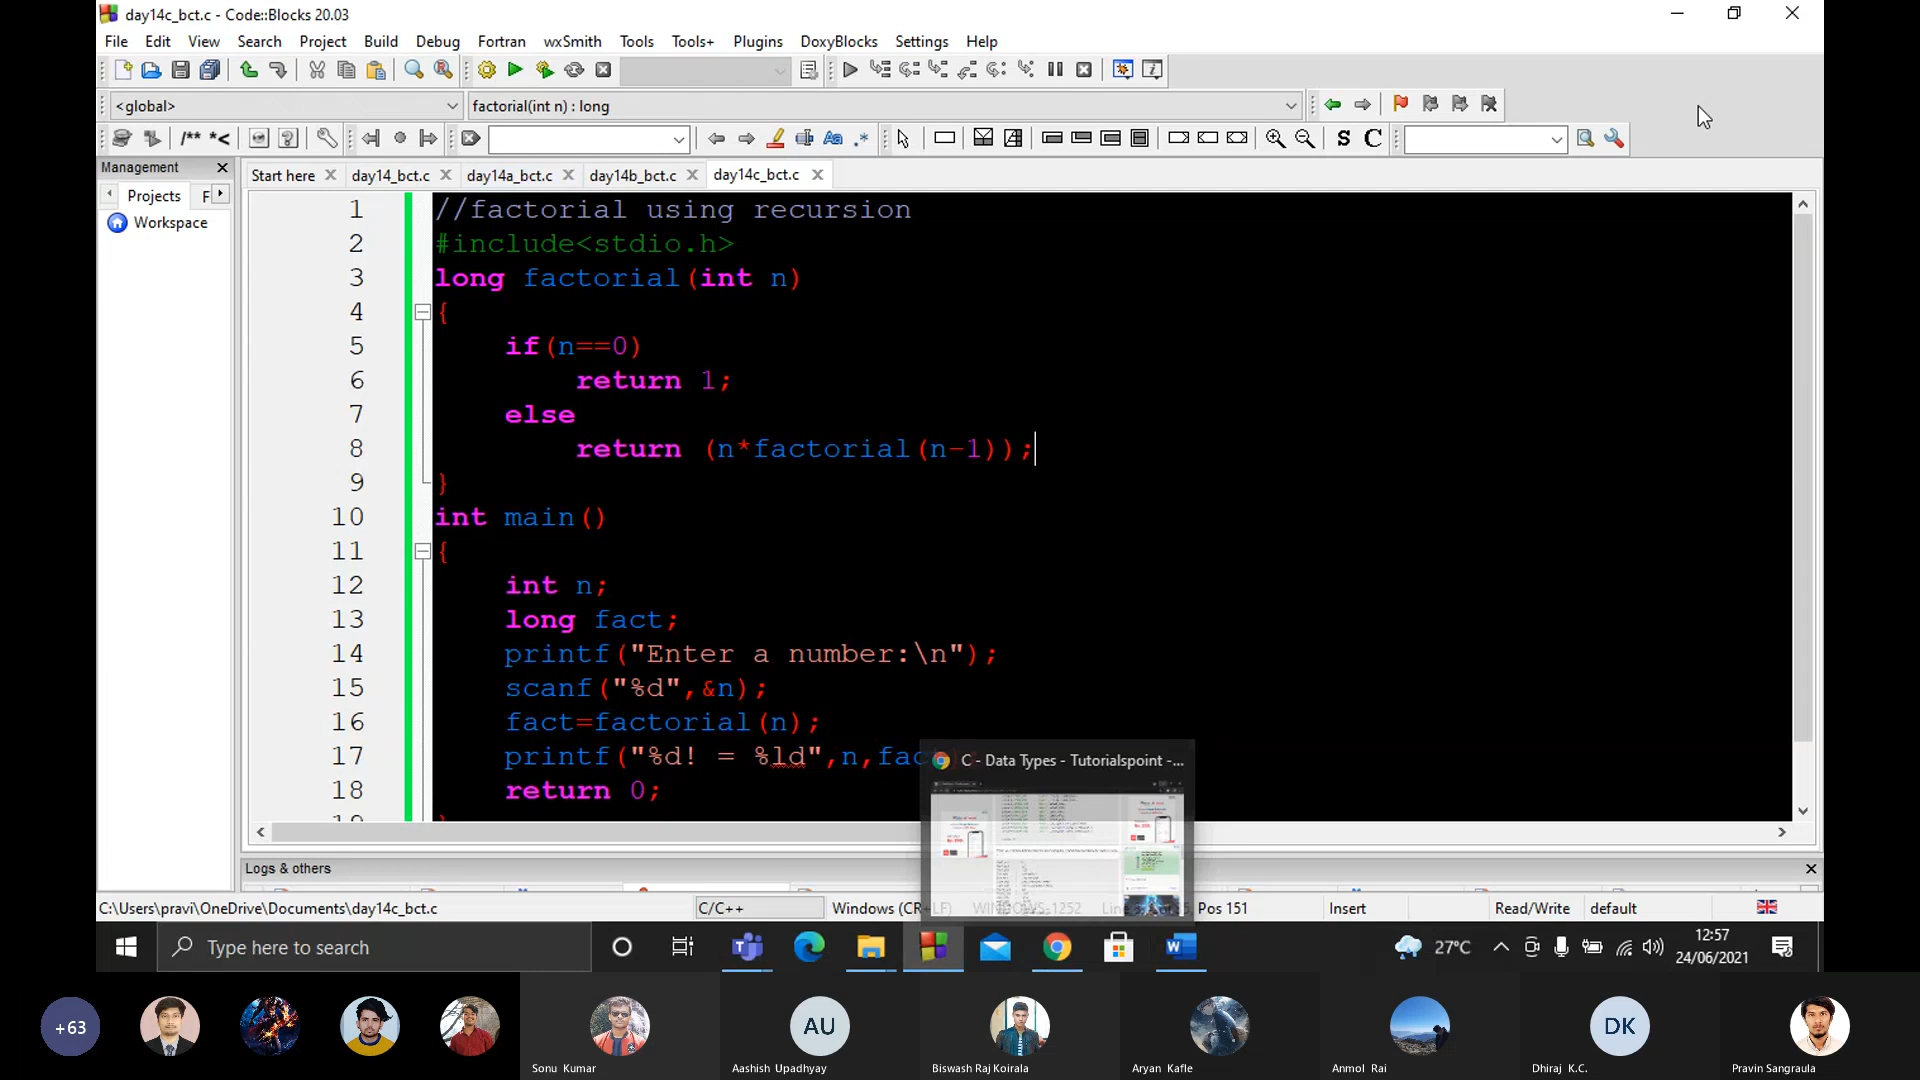 day14c_bct.c - Code::Blocks 20.03
File Edit View Search Project Build Debug Fortran wxSmith Tools Tools+ Plugins DoxyBlocks Settings Help
<global> factorial(int n) : long
/** *< Aa .* S C
Management
Start here day14_bct.c day14a_bct.c day14b_bct.c day14c_bct.c
Projects F
Workspace
1 //factorial using recursion
2 #include<stdio.h>
3 long factorial(int n)
4 {
5 if(n==0)
6 return 1;
7 else
8 return (n*factorial(n-1));
9 }
10 int main()
11 {
12 int n;
13 long fact;
14 printf("Enter a number:\n");
15 scanf("%d",&n);
16 fact=factorial(n);
17 printf("%d! = %ld",n,fac
18 return 0;
C - Data Types - Tutorialspoint -...
Logs & others
C:\Users\pravi\OneDrive\Documents\day14c_bct.c C/C++ Windows (CR+LF) WINDOWS-1252 Pos 151 Insert Read/Write default
Type here to search
27°C
12:57
24/06/2021
+63
AU
DK
Sonu Kumar
Aashish Upadhyay
Biswash Raj Koirala
Aryan Kafle
Anmol Rai
Dhiraj K.C.
Pravin Sangraula